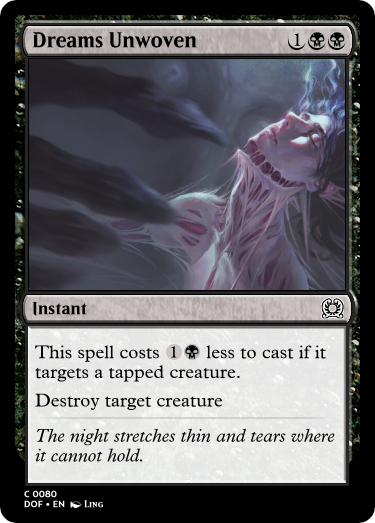 Dreams Unwoven 1
Instant
This spell costs 1 less to cast if it
targets a tapped creature.
Destroy target creature
The night stretches thin and tears where
it cannot hold.
C 0080
DOF • EN Ling